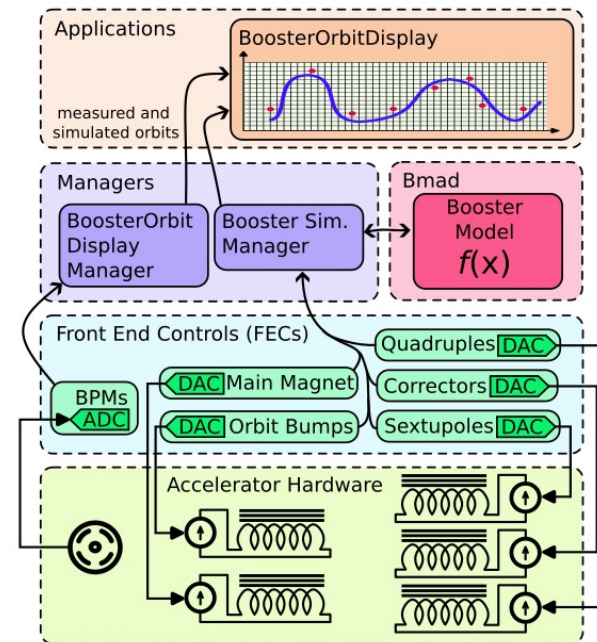 Applications
BoosterOrbitDisplay
measured and
simulated orbits
Managers
BoosterOrbit
Display
Manager
Booster Sim.
Manager
Bmad
Booster
Model
f(x)
Front End Controls (FECs)
BPMs
ADC
DAC Main Magnet
DAC Orbit Bumps
Quadruples DAC
Correctors DAC
Sextupoles DAC
Accelerator Hardware